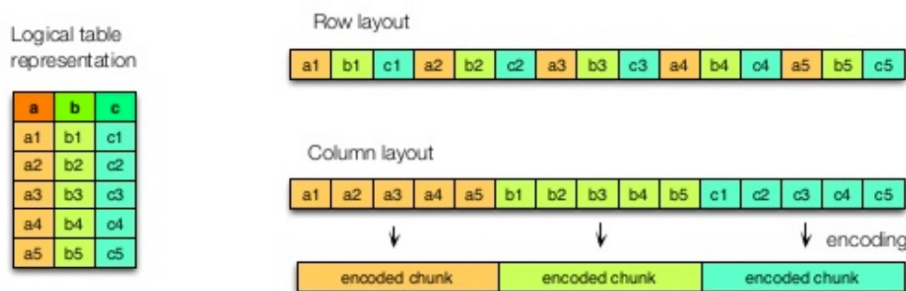 Logical table
representation
a b c
a1 b1 c1
a2 b2 c2
a3 b3 c3
a4 b4 c4
a5 b5 c5
Row layout
a1 b1 c1 a2 b2 c2 a3 b3 c3 a4 b4 c4 a5 b5 c5
Column layout
a1 a2 a3 a4 a5 b1 b2 b3 b4 b5 c1 c2 c3 c4 c5
encoding
encoded chunk encoded chunk encoded chunk